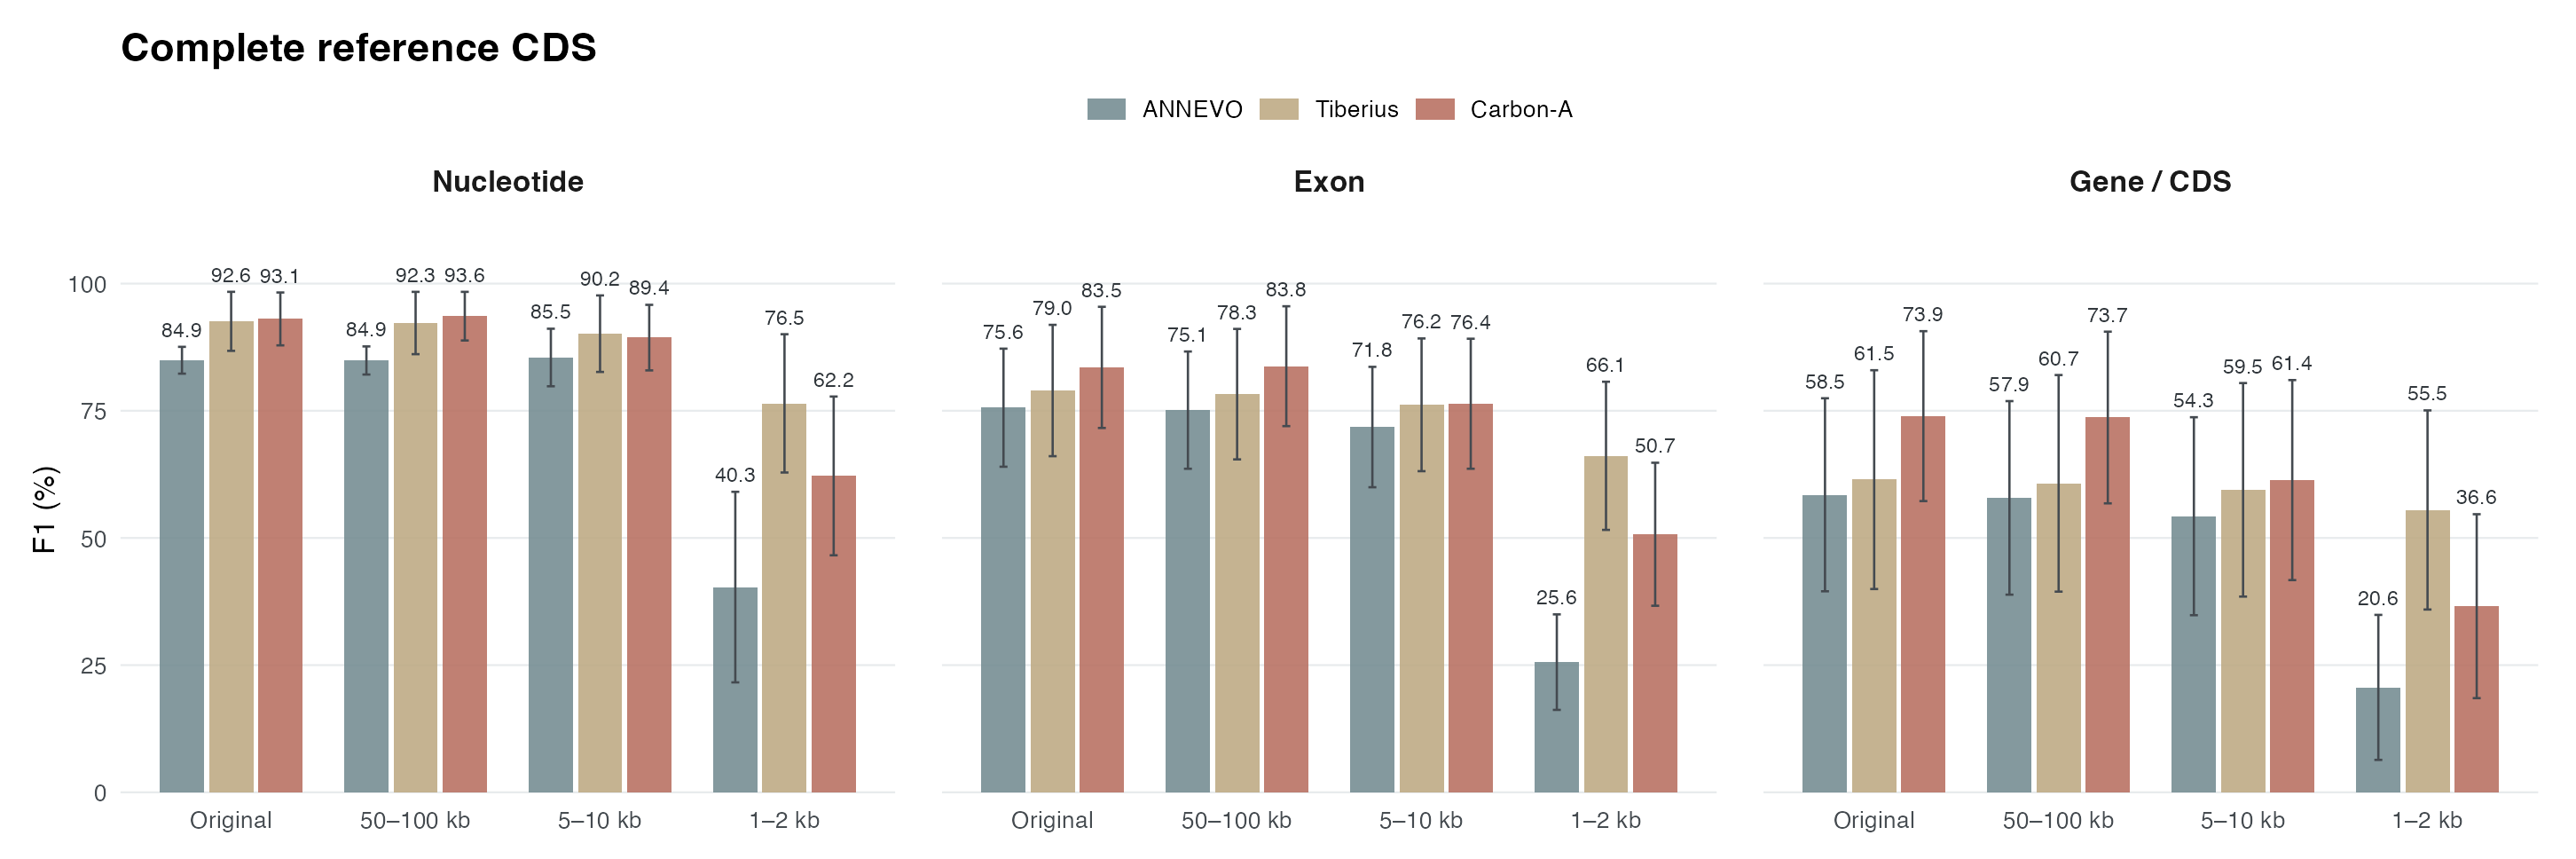 Complete reference CDS
ANNEVO Tiberius Carbon-A
Nucleotide Exon Gene / CDS
F1 (%)
100
75
50
25
0
84.9 92.6 93.1 84.9 92.3 93.6 85.5 90.2 89.4 40.3 76.5 62.2
75.6 79.0 83.5 75.1 78.3 83.8 71.8 76.2 76.4 25.6 66.1 50.7
58.5 61.5 73.9 57.9 60.7 73.7 54.3 59.5 61.4 20.6 55.5 36.6
Original 50–100 kb 5–10 kb 1–2 kb Original 50–100 kb 5–10 kb 1–2 kb Original 50–100 kb 5–10 kb 1–2 kb